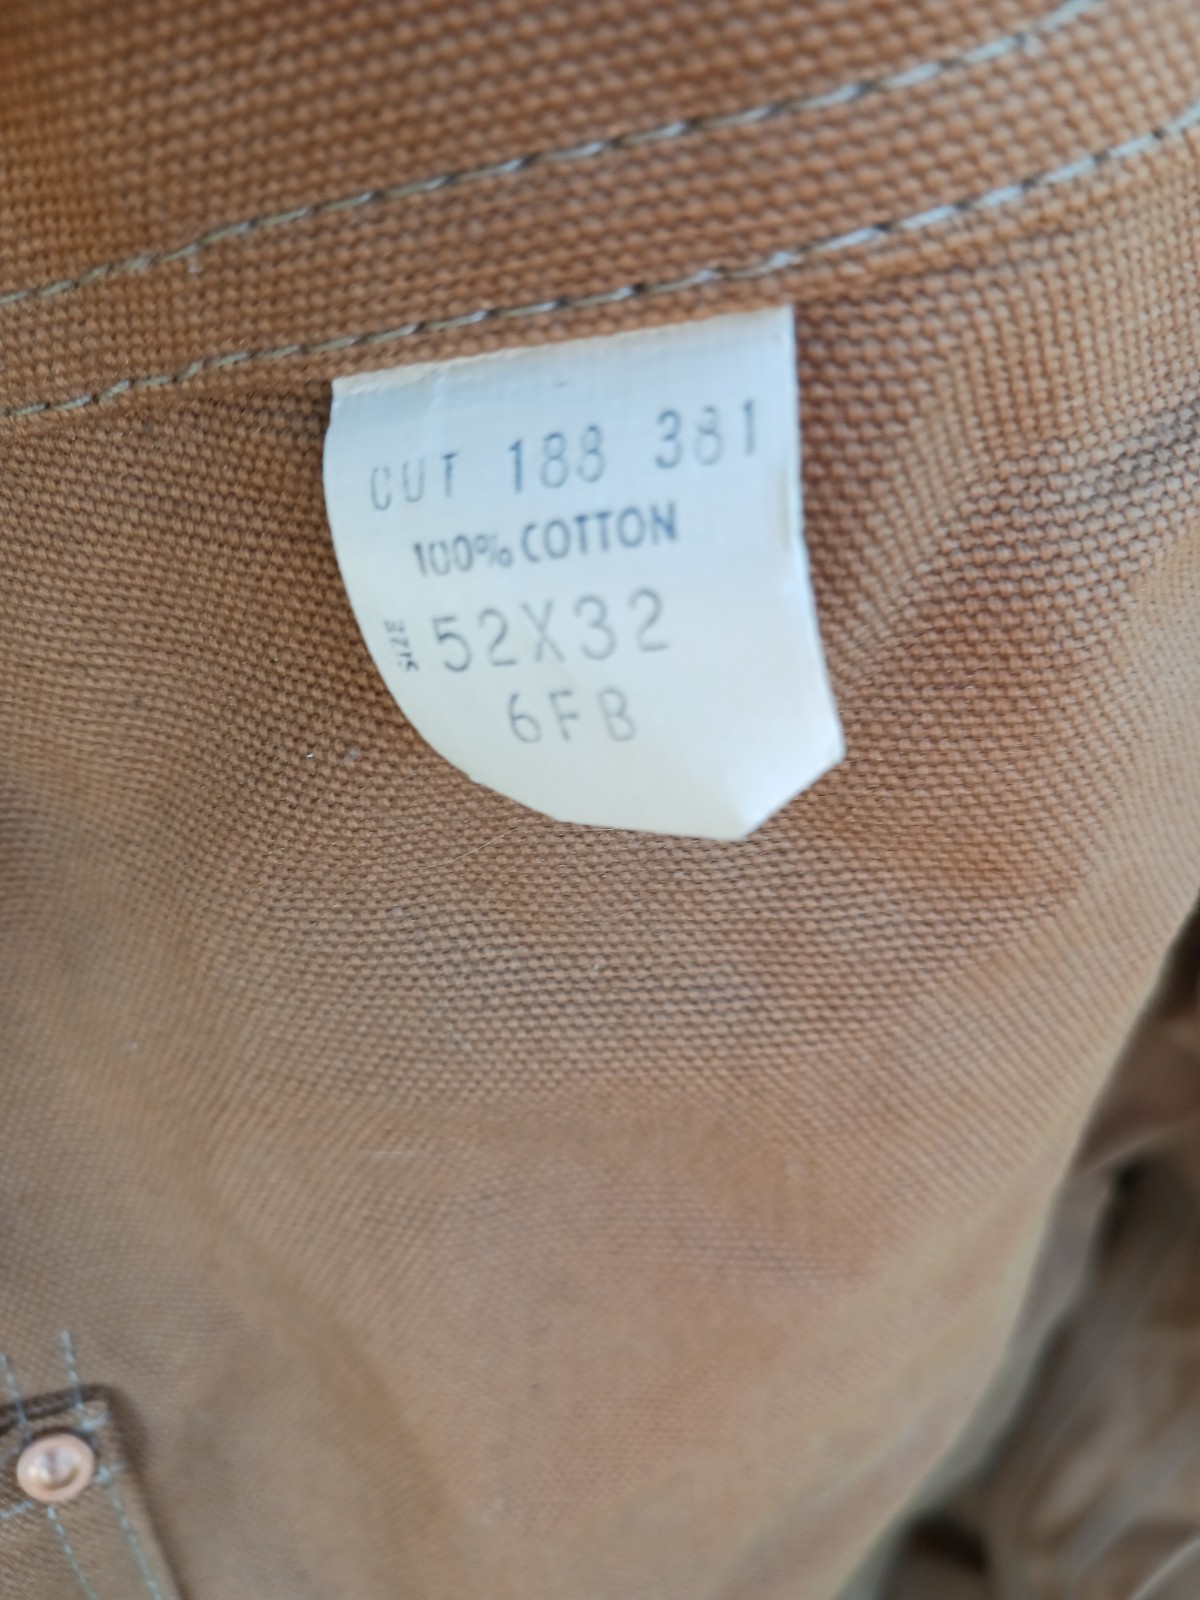 CUT 188 381
100% COTTON
SIZE 52X32
6FB